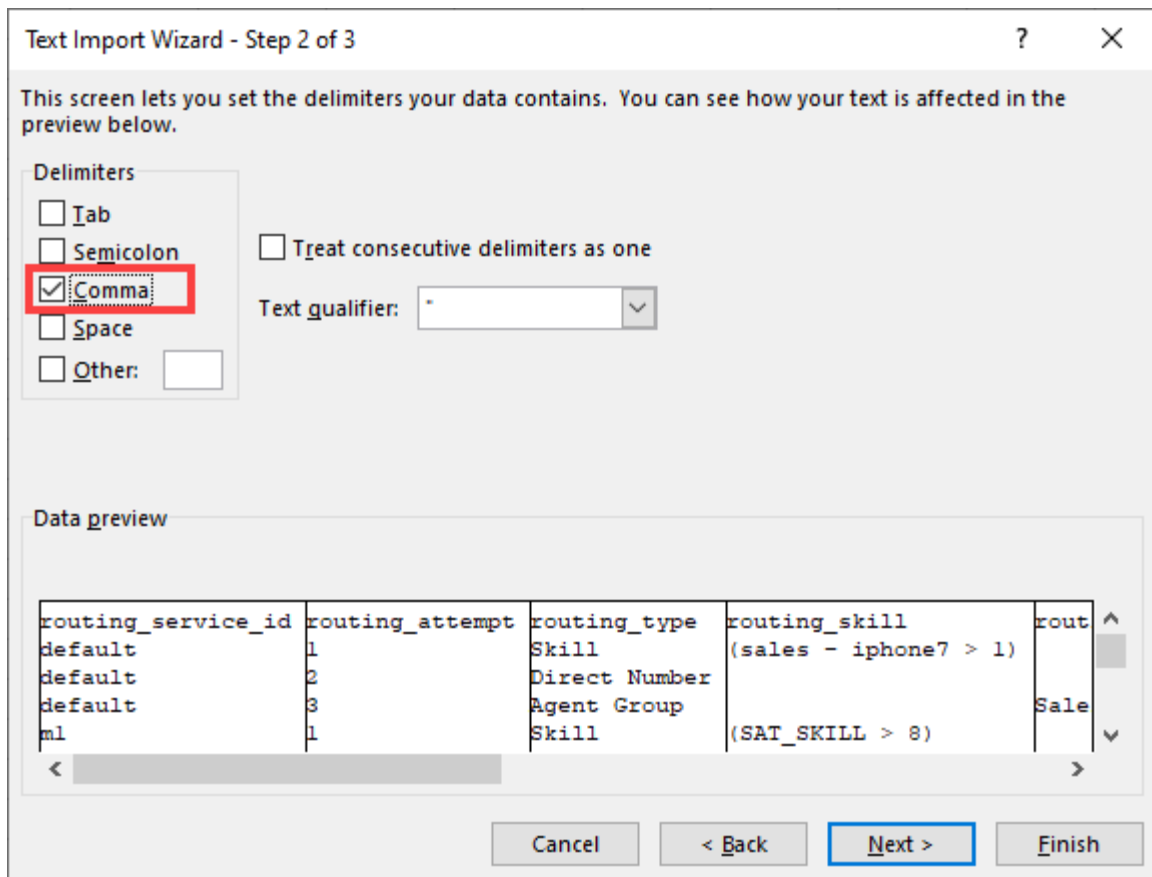 Text Import Wizard - Step 2 of 3 ?
This screen lets you set the delimiters your data contains. You can see how your text is affected in the
preview below.
Delimiters
Tab
Semicolon
Comma
Space
Other:
Treat consecutive delimiters as one
Text qualifier: "
Data preview
routing_service_id routing_attempt routing_type routing_skill rout
default 1 Skill (sales - iphone7 > 1)
default 2 Direct Number
default 3 Agent Group Sale
ml 1 Skill (SAT_SKILL > 8)
Cancel < Back Next > Finish